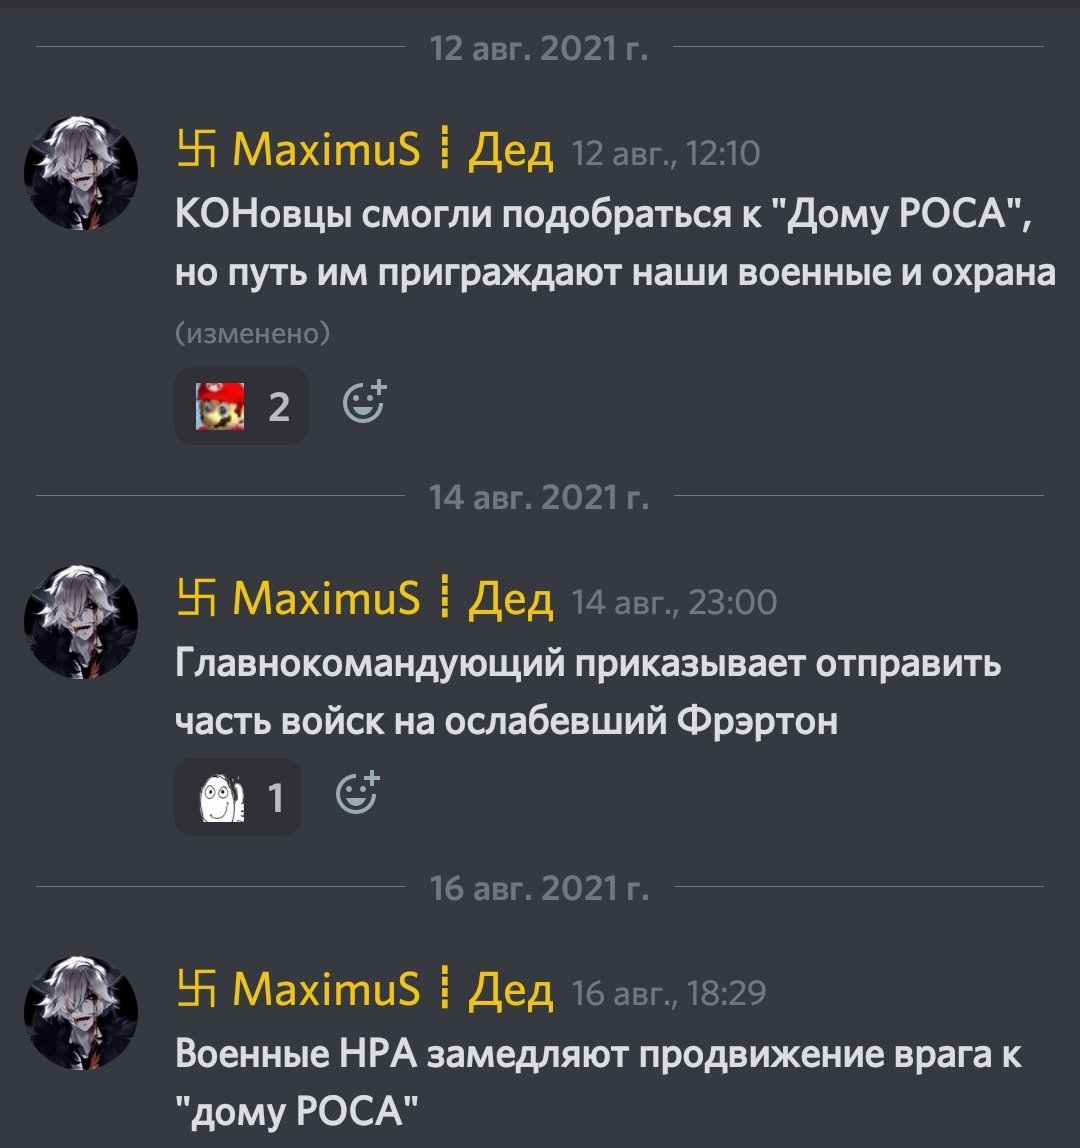 12 авг. 2021 г.
卐 MaximuS ┋ Дед 12 авг., 12:10
КОНовцы смогли подобраться к "Дому РОСА",
но путь им приграждают наши военные и охрана
(изменено)
2
14 авг. 2021 г.
卐 MaximuS ┋ Дед 14 авг., 23:00
Главнокомандующий приказывает отправить
часть войск на ослабевший Фрэртон
1
16 авг. 2021 г.
卐 MaximuS ┋ Дед 16 авг., 18:29
Военные НРА замедляют продвижение врага к
"дому РОСА"